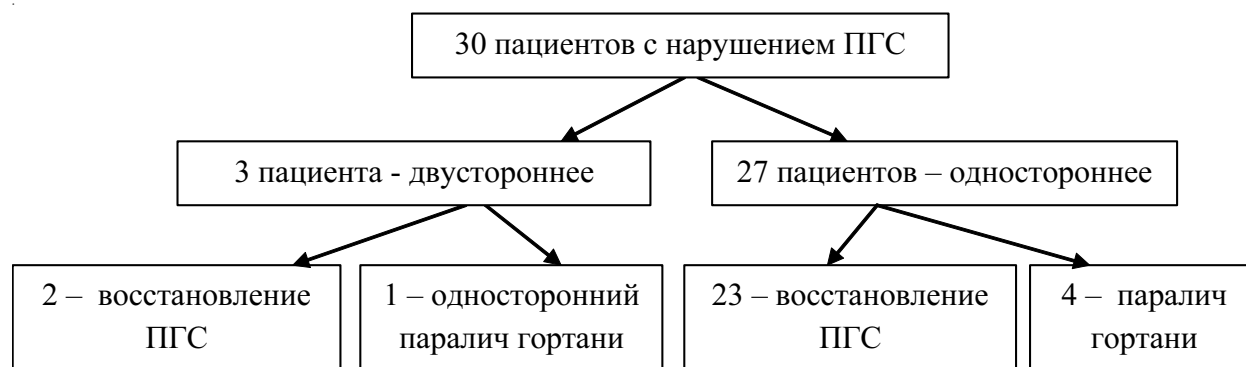 30 пациентов с нарушением ПГС
3 пациента - двустороннее
27 пациентов – одностороннее
2 – восстановление
ПГС
1 – односторонний
паралич гортани
23 – восстановление
ПГС
4 – паралич
гортани